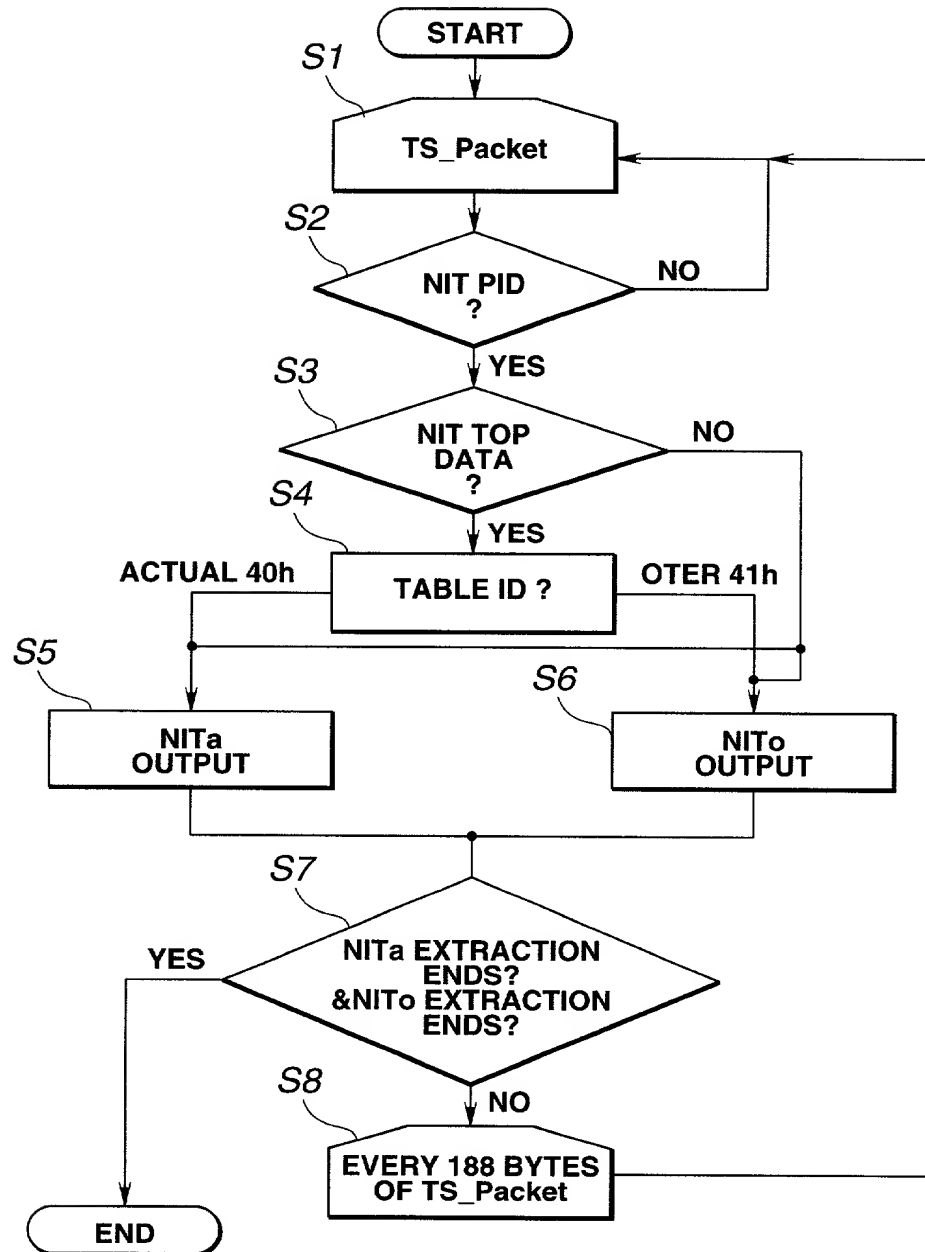 START
S1
TS_Packet
S2
NIT PID
?
NO
YES
S3
NIT TOP
DATA
?
NO
YES
S4
TABLE ID ?
ACTUAL 40h
OTER 41h
S5
NITa
OUTPUT
S6
NITo
OUTPUT
S7
NITa EXTRACTION
ENDS?
&NITo EXTRACTION
ENDS?
YES
NO
S8
EVERY 188 BYTES
OF TS_Packet
END